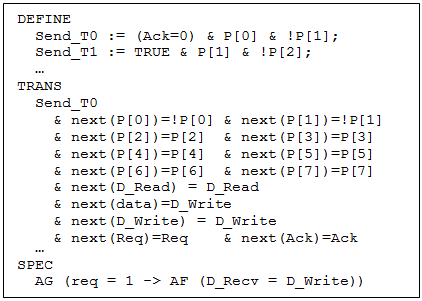 DEFINE
Send_T0 := (Ack=0) & P[0] & !P[1];
Send_T1 := TRUE & P[1] & !P[2];
…
TRANS
Send_T0
& next(P[0])=!P[0] & next(P[1])=!P[1]
& next(P[2])=P[2] & next(P[3])=P[3]
& next(P[4])=P[4] & next(P[5])=P[5]
& next(P[6])=P[6] & next(P[7])=P[7]
& next(D_Read) = D_Read
& next(data)=D_Write
& next(D_Write) = D_Write
& next(Req)=Req & next(Ack)=Ack
…
SPEC
AG (req = 1 -> AF (D_Recv = D_Write))